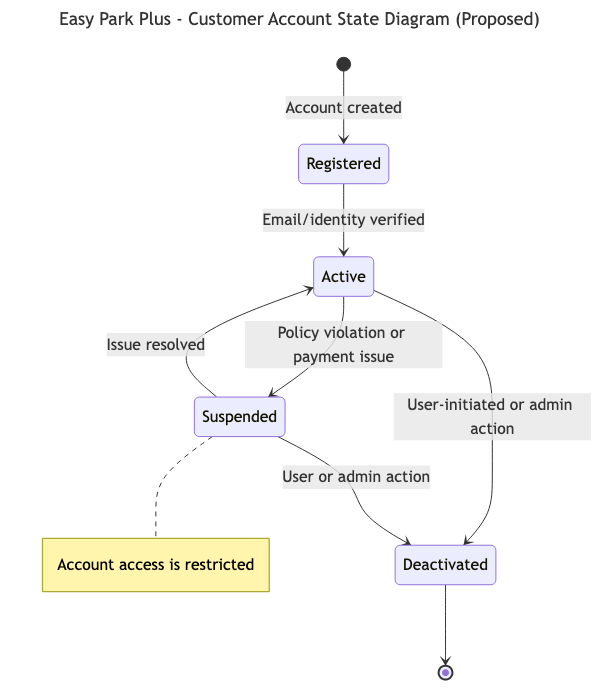 Easy Park Plus - Customer Account State Diagram (Proposed)
Account created
Registered
Email/identity verified
Active
Issue resolved
Policy violation or
payment issue
User-initiated or admin
action
Suspended
User or admin action
Account access is restricted
Deactivated